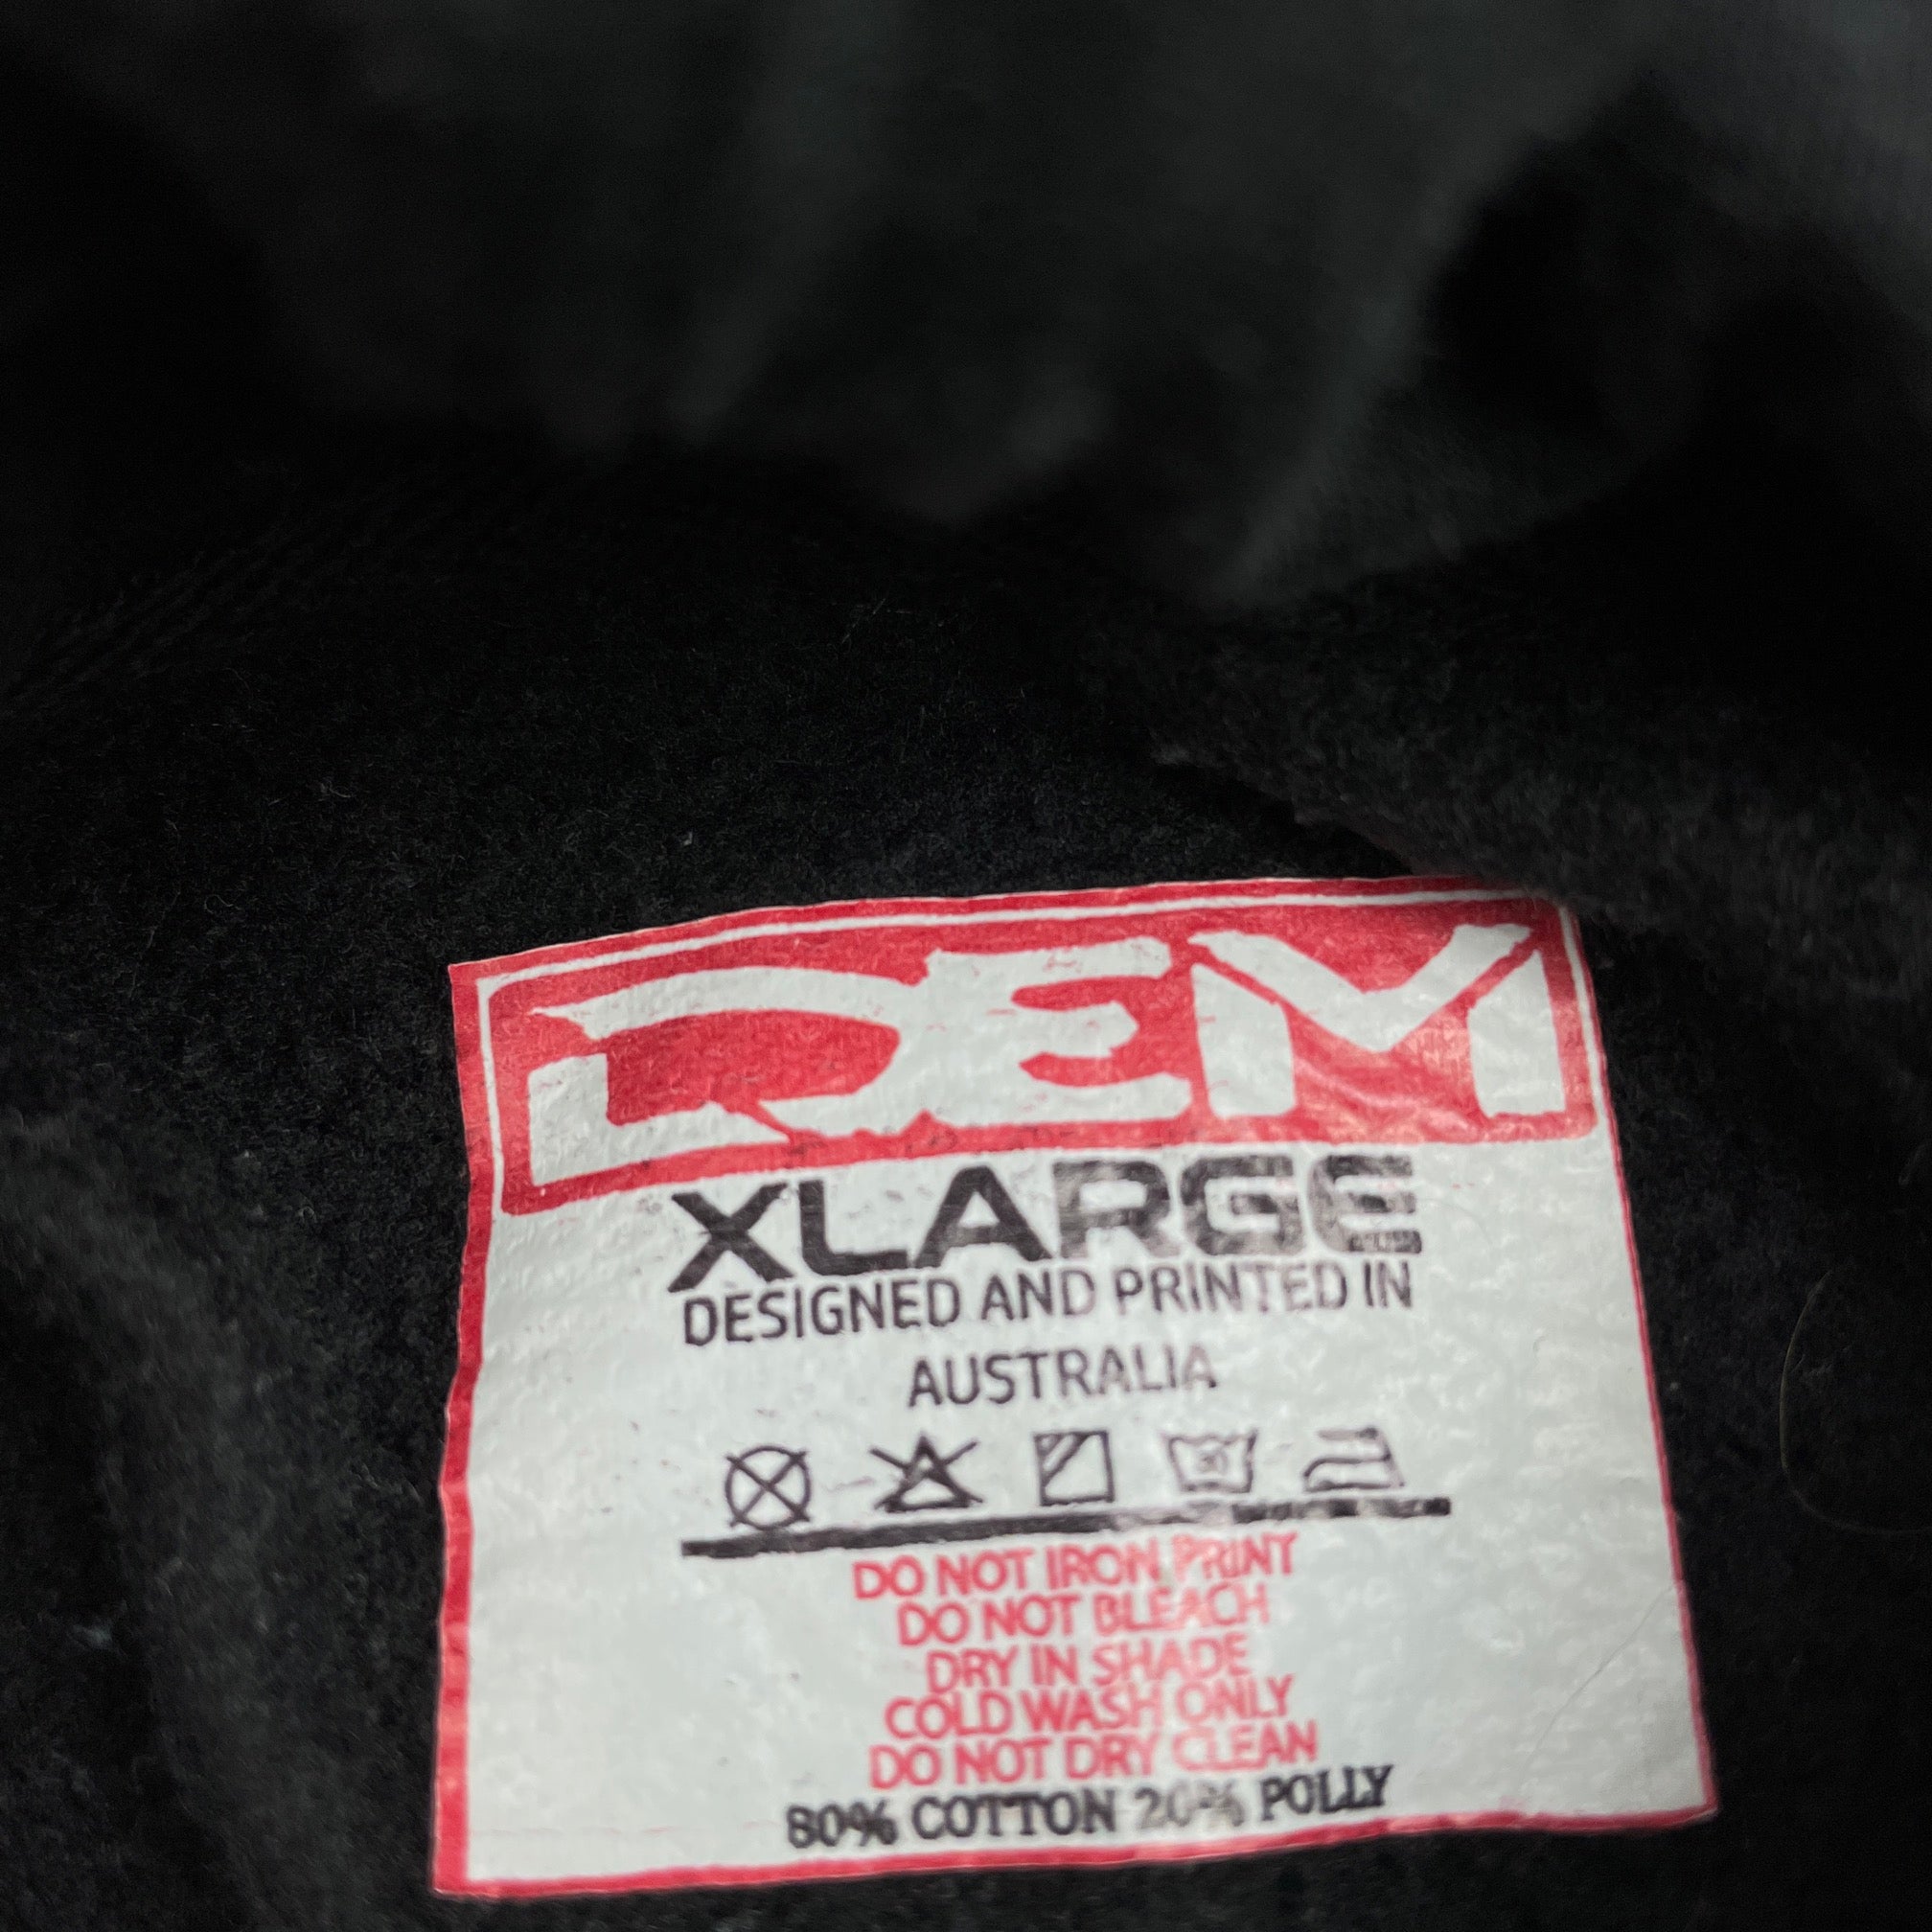 DEM
XLARGE
DESIGNED AND PRINTED IN
AUSTRALIA
30
DO NOT IRON PRINT
DO NOT BLEACH
DRY IN SHADE
COLD WASH ONLY
DO NOT DRY CLEAN
80% COTTON 20% POLLY